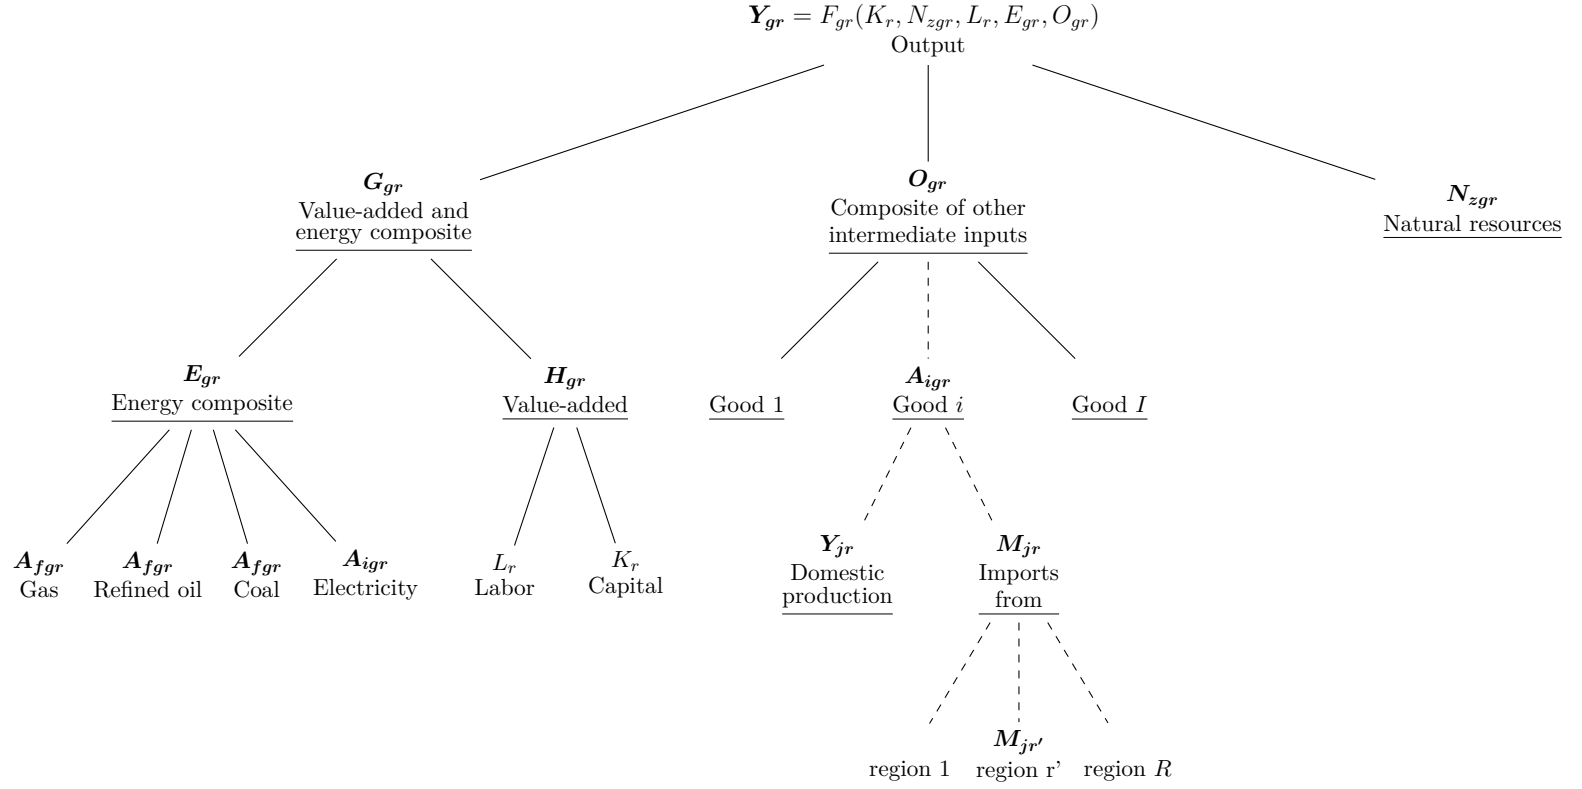 Y_gr = F_gr(K_r, N_zgr, L_r, E_gr, O_gr)
Output
G_gr
Value-added and
energy composite
O_gr
Composite of other
intermediate inputs
N_zgr
Natural resources
E_gr
Energy composite
H_gr
Value-added
Good 1
A_igr
Good i
Good I
A_fgr
Gas
A_fgr
Refined oil
A_fgr
Coal
A_igr
Electricity
L_r
Labor
K_r
Capital
Y_jr
Domestic
production
M_jr
Imports
from
region 1
M_jr'
region r'
region R